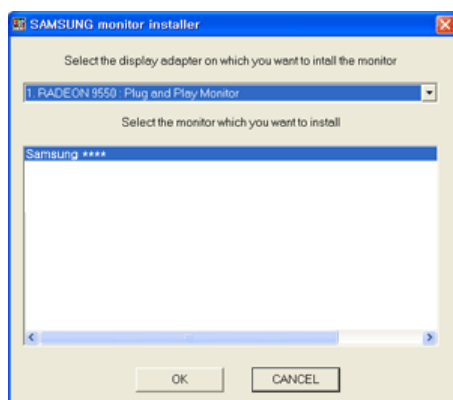 SAMSUNG monitor installer
Select the display adapter on which you want to intall the monitor
1. RADEON 9550 : Plug and Play Monitor
Select the monitor which you want to install
Samsung ****
OK
CANCEL